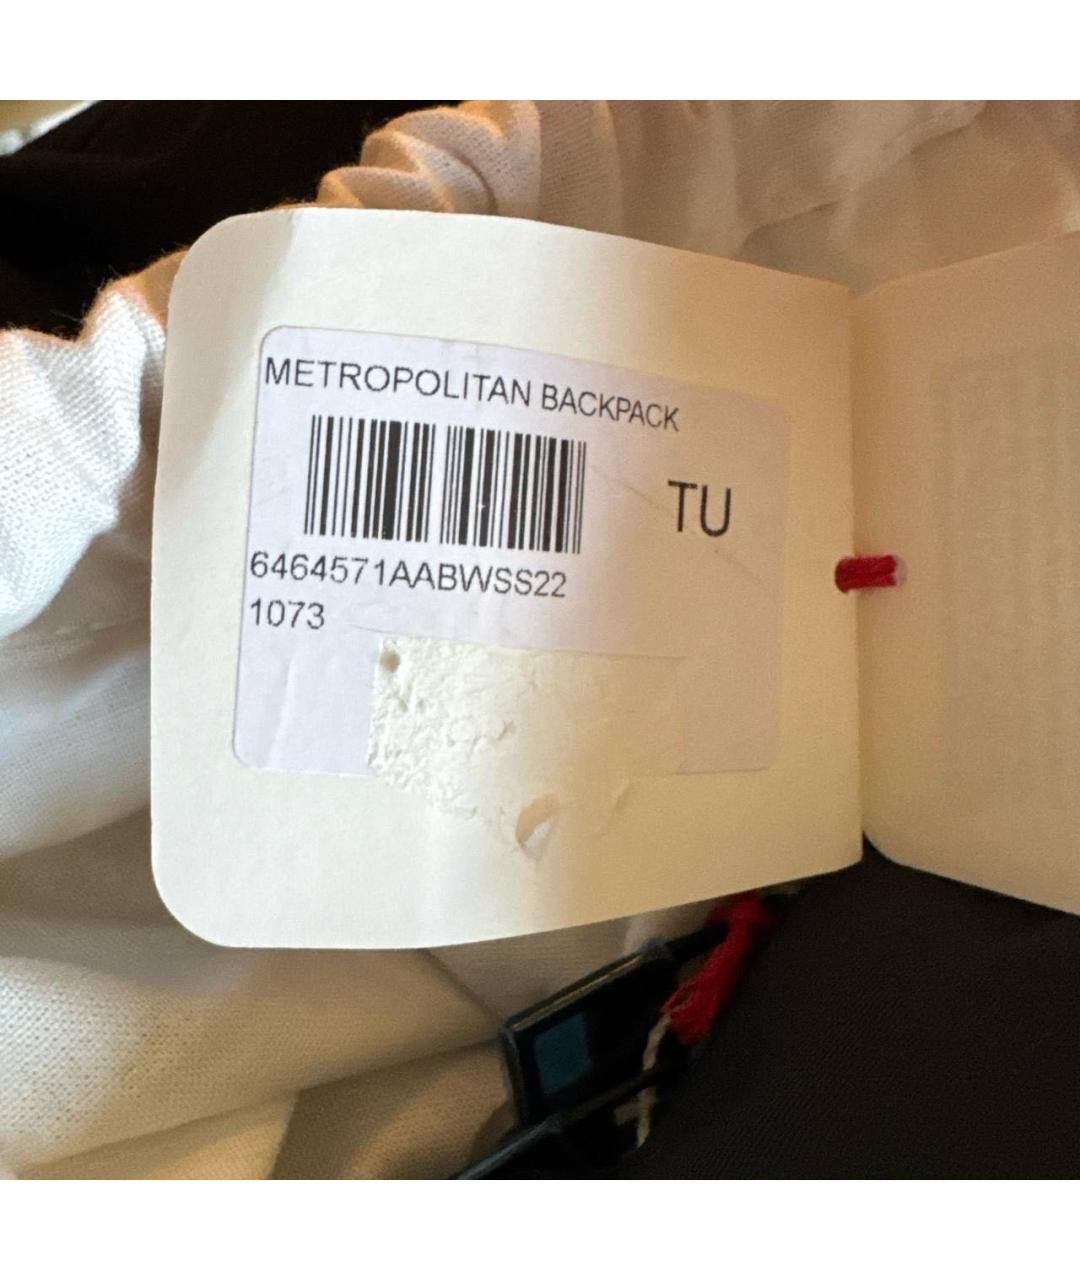 METROPOLITAN BACKPACK
TU
6464571AABWSS22
1073